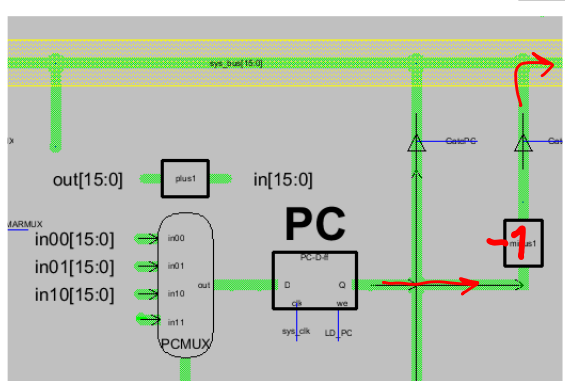 sys_bus[15:0]
GatePC
out[15:0]
plus1
in[15:0]
MARMUX
in00[15:0]
in00
in01[15:0]
in01
in10[15:0]
in10
in11
out
PCMUX
PC
PC-D-ff
D
Q
clk
we
sys_clk
LD_PC
-1